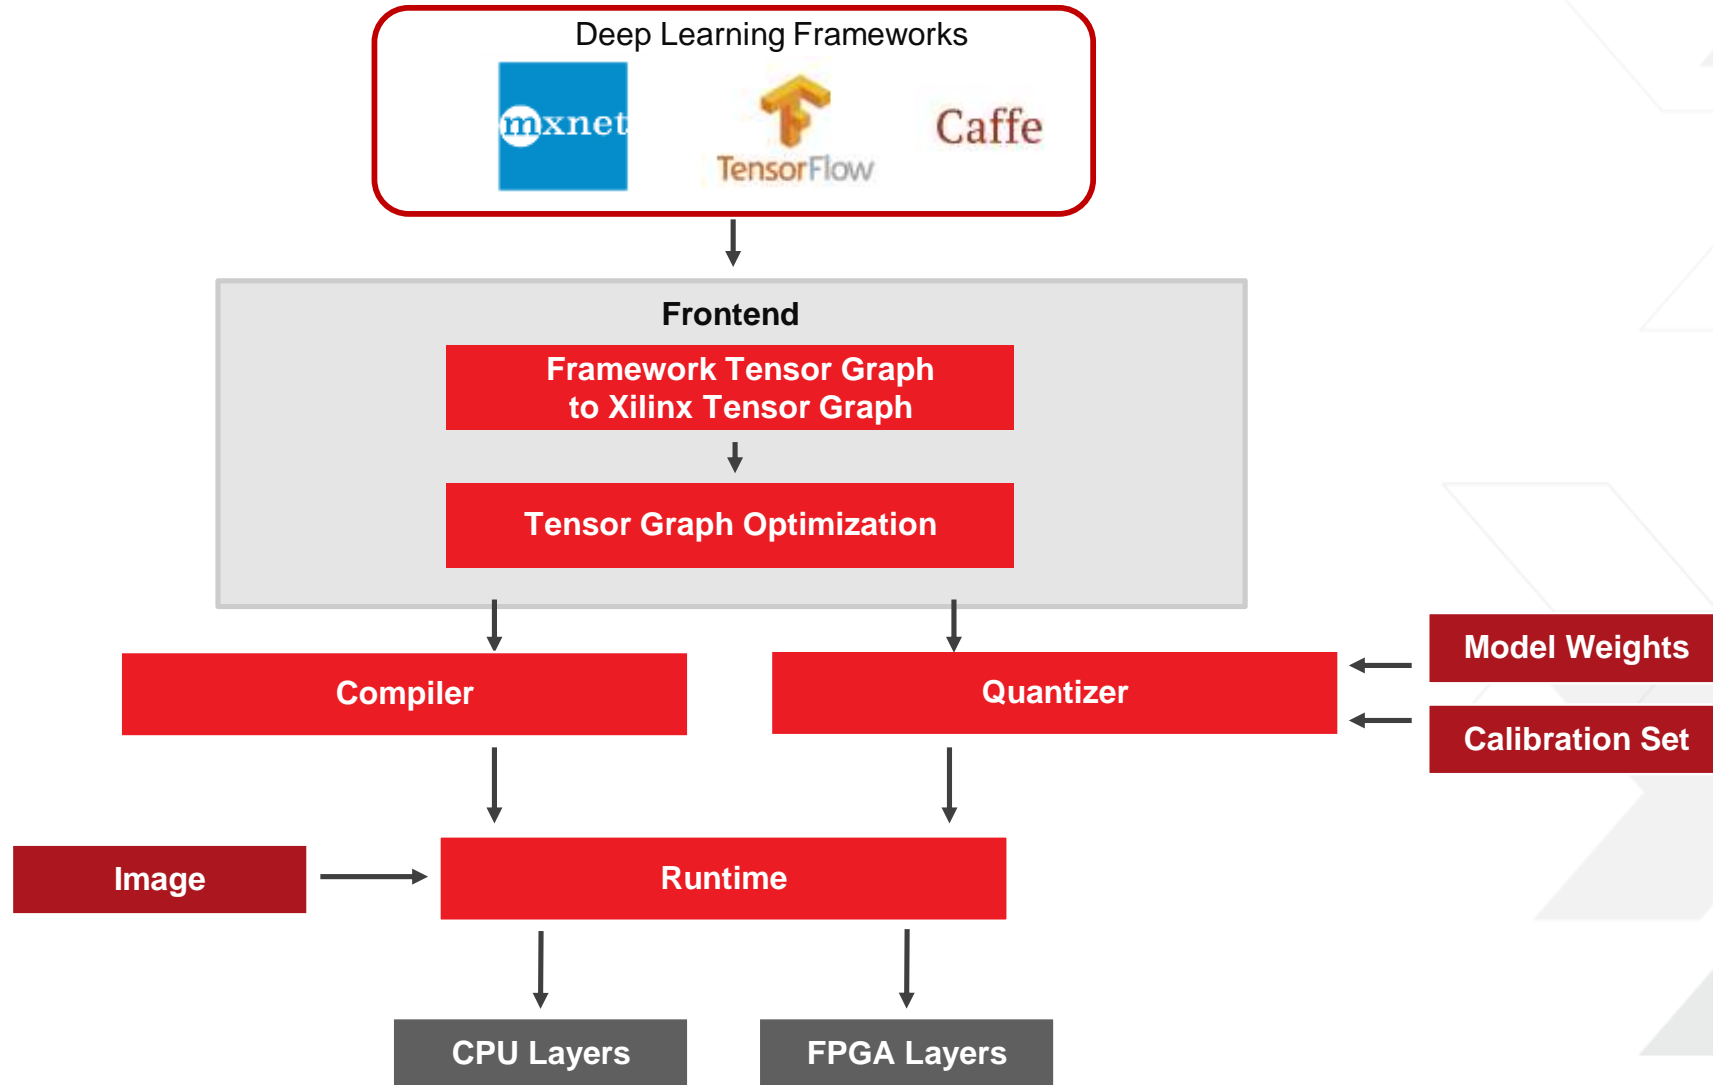 Deep Learning Frameworks
mxnet
TensorFlow
Caffe
Frontend
Framework Tensor Graph
to Xilinx Tensor Graph
Tensor Graph Optimization
Compiler
Quantizer
Model Weights
Calibration Set
Image
Runtime
CPU Layers
FPGA Layers